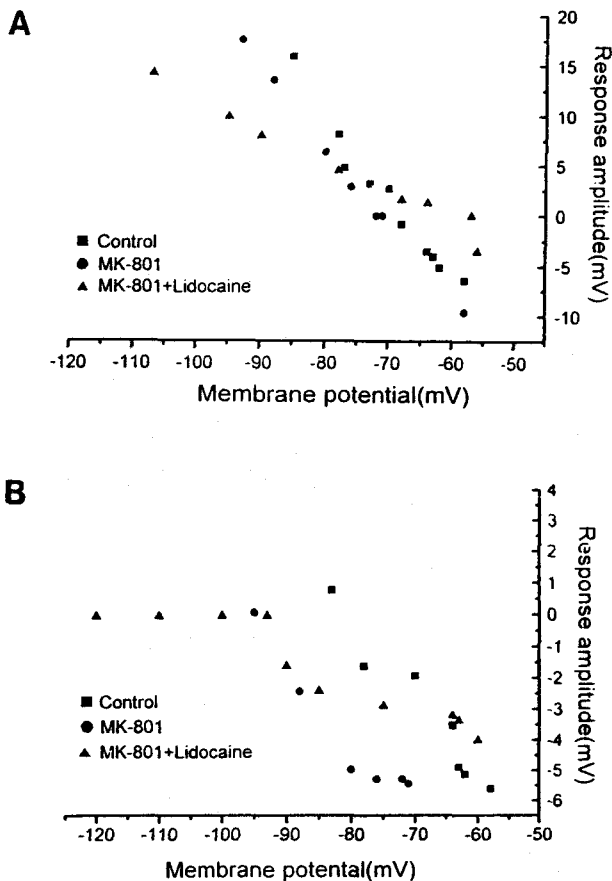 A
20
15
10
5
0
-5
-10
Response amplitude(mV)
Control
MK-801
MK-801+Lidocaine
-120 -110 -100 -90 -80 -70 -60 -50
Membrane potential(mV)
B
4
3
2
1
0
-1
-2
-3
-4
-5
-6
Response amplitude(mV)
Control
MK-801
MK-801+Lidocaine
-120 -110 -100 -90 -80 -70 -60 -50
Membrane potental(mV)